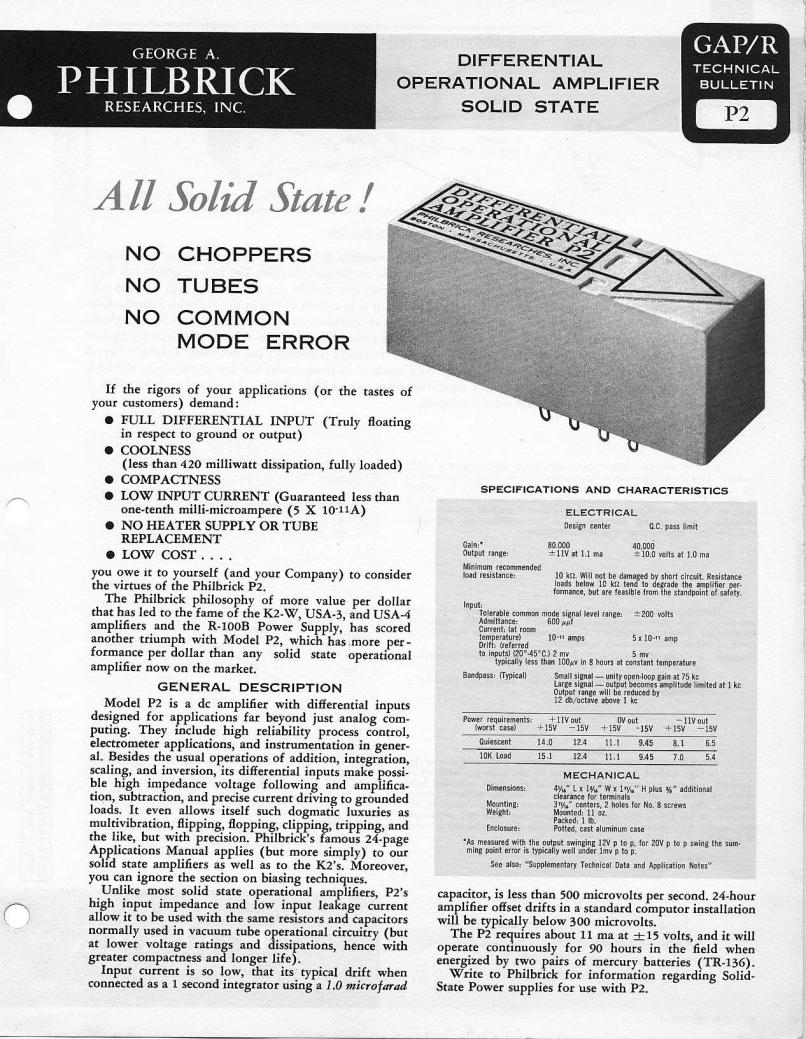 GEORGE A.
PHILBRICK
RESEARCHES, INC.
DIFFERENTIAL
OPERATIONAL AMPLIFIER
SOLID STATE
GAP/R
TECHNICAL
BULLETIN
P2
All Solid State!
NO CHOPPERS
NO TUBES
NO COMMON
MODE ERROR
DIFFERENTIAL
OPERATIONAL
AMPLIFIER P2
PHILBRICK RESEARCHES, INC.
BOSTON · MASSACHUSETTS · USA
If the rigors of your applications (or the tastes of
your customers) demand:
● FULL DIFFERENTIAL INPUT (Truly floating
in respect to ground or output)
● COOLNESS
(less than 420 milliwatt dissipation, fully loaded)
● COMPACTNESS
● LOW INPUT CURRENT (Guaranteed less than
one-tenth milli-microampere (5 X 10-11A)
● NO HEATER SUPPLY OR TUBE
REPLACEMENT
● LOW COST . . . .
you owe it to yourself (and your Company) to consider
the virtues of the Philbrick P2.
The Philbrick philosophy of more value per dollar
that has led to the fame of the K2-W, USA-3, and USA-4
amplifiers and the R-100B Power Supply, has scored
another triumph with Model P2, which has more per-
formance per dollar than any solid state operational
amplifier now on the market.
GENERAL DESCRIPTION
Model P2 is a dc amplifier with differential inputs
designed for applications far beyond just analog com-
puting. They include high reliability process control,
electrometer applications, and instrumentation in gener-
al. Besides the usual operations of addition, integration,
scaling, and inversion, its differential inputs make possi-
ble high impedance voltage following and amplifica-
tion, subtraction, and precise current driving to grounded
loads. It even allows itself such dogmatic luxuries as
multivibration, flipping, flopping, clipping, tripping, and
the like, but with precision. Philbrick's famous 24-page
Applications Manual applies (but more simply) to our
solid state amplifiers as well as to the K2's. Moreover,
you can ignore the section on biasing techniques.
Unlike most solid state operational amplifiers, P2's
high input impedance and low input leakage current
allow it to be used with the same resistors and capacitors
normally used in vacuum tube operational circuitry (but
at lower voltage ratings and dissipations, hence with
greater compactness and longer life).
Input current is so low, that its typical drift when
connected as a 1 second integrator using a 1.0 microfarad
SPECIFICATIONS AND CHARACTERISTICS
ELECTRICAL
Design center Q.C. pass limit
Gain:* 80.000 40,000
Output range: ±11V at 1.1 ma ±10.0 volts at 1.0 ma
Minimum recommended
load resistance: 10 kΩ. Will not be damaged by short circuit. Resistance
loads below 10 kΩ tend to degrade the amplifier per-
formance, but are feasible from the standpoint of safety.
Input:
Tolerable common mode signal level range: ±200 volts
Admittance: 600 μμf
Current: (at room
temperature) 10-11 amps 5 x 10-11 amp
Drift: (referred
to inputs) (20°-45°C.) 2 mv 5 mv
typically less than 100μv in 8 hours at constant temperature
Bandpass: (Typical) Small signal — unity open-loop gain at 75 kc
Large signal — output becomes amplitude limited at 1 kc
Output range will be reduced by
12 db/octave above 1 kc
Power requirements: +11V out 0V out −11V out
(worst case) +15V −15V +15V -15V +15V −15V
Quiescent 14.0 12.4 11.1 9.45 8.1 6.5
10K Load 15.1 12.4 11.1 9.45 7.0 5.4
MECHANICAL
Dimensions:
clearance for terminals
Mounting: centers, 2 holes for No. 8 screws
Weight: Mounted: 11 oz.
Packed: 1 lb.
Enclosure: Potted, cast aluminum case
*As measured with the output swinging 12V p to p, for 20V p to p swing the sum-
ming point error is typically well under 1mv p to p.
See also: "Supplementary Technical Data and Application Notes"
capacitor, is less than 500 microvolts per second. 24-hour
amplifier offset drifts in a standard computor installation
will be typically below 300 microvolts.
The P2 requires about 11 ma at ±15 volts, and it will
operate continuously for 90 hours in the field when
energized by two pairs of mercury batteries (TR-136).
Write to Philbrick for information regarding Solid-
State Power supplies for use with P2.